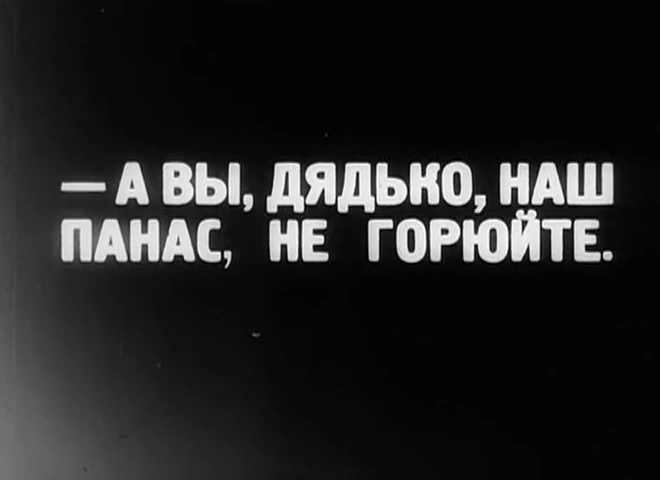 — А ВЫ, ДЯДЬКО, НАШ
ПАНАС, НЕ ГОРЮЙТЕ.